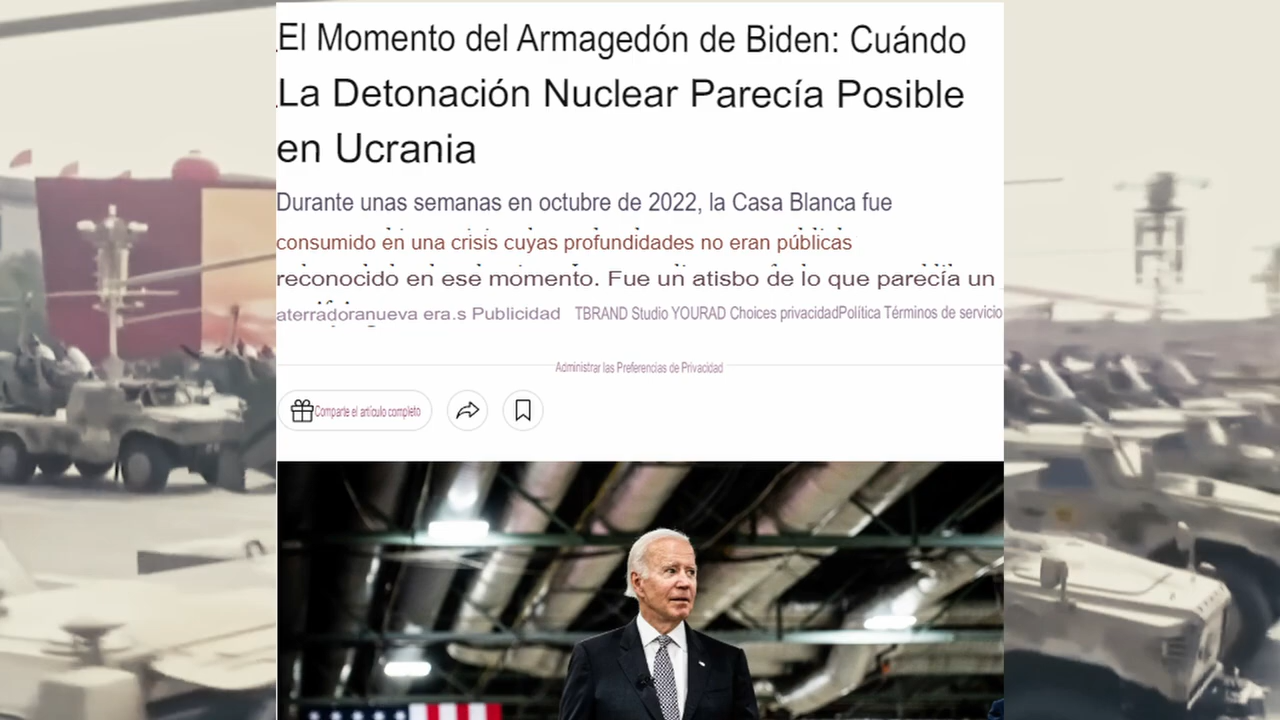 El Momento del Armagedón de Biden: Cuándo
La Detonación Nuclear Parecía Posible
en Ucrania
Durante unas semanas en octubre de 2022, la Casa Blanca fue
consumido en una crisis cuyas profundidades no eran públicas
reconocido en ese momento. Fue un atisbo de lo que parecía un
aterradoranueva era.s Publicidad TBRAND Studio YOURAD Choices privacidadPolítica Términos de servicio
Administrar las Preferencias de Privacidad
Comparte el artículo completo